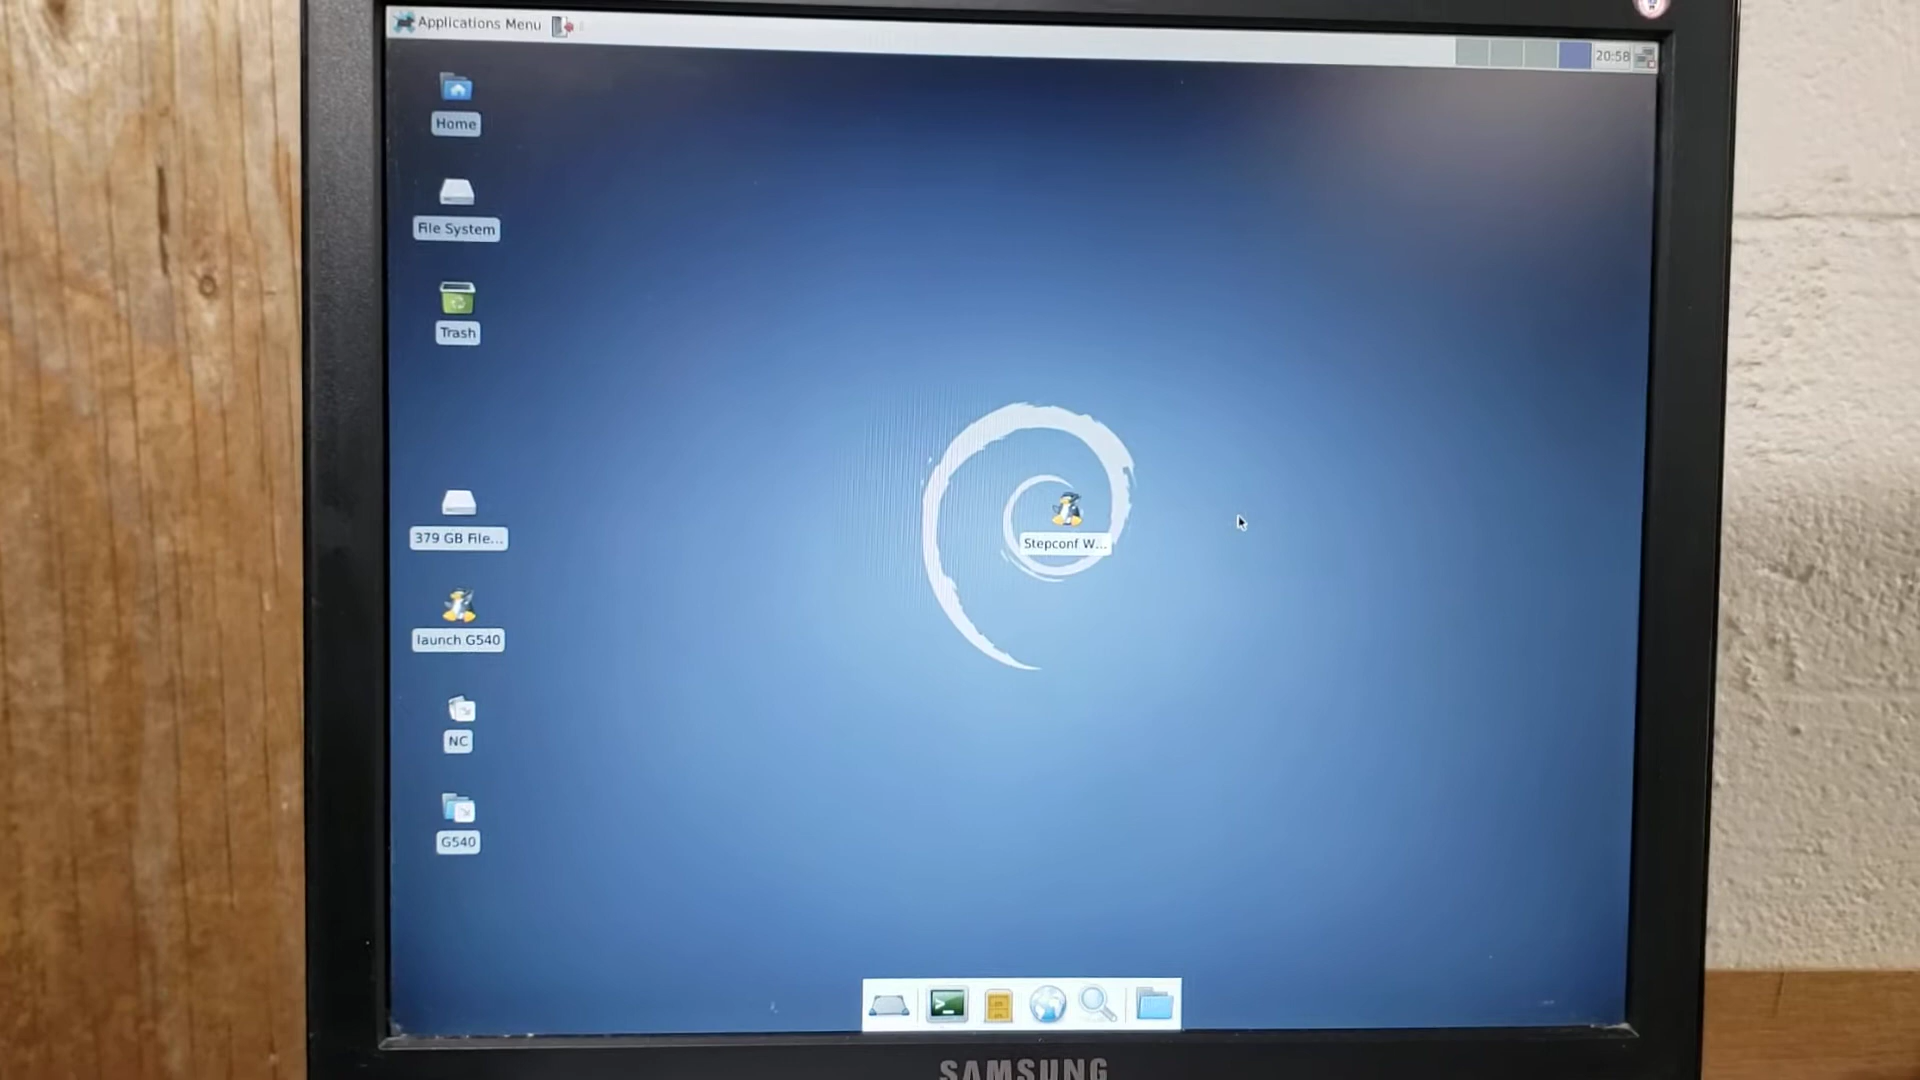 Applications Menu
20:58
Home
File System
Trash
379 GB File...
launch G540
NC
G540
Stepconf W...
SAMSUNG